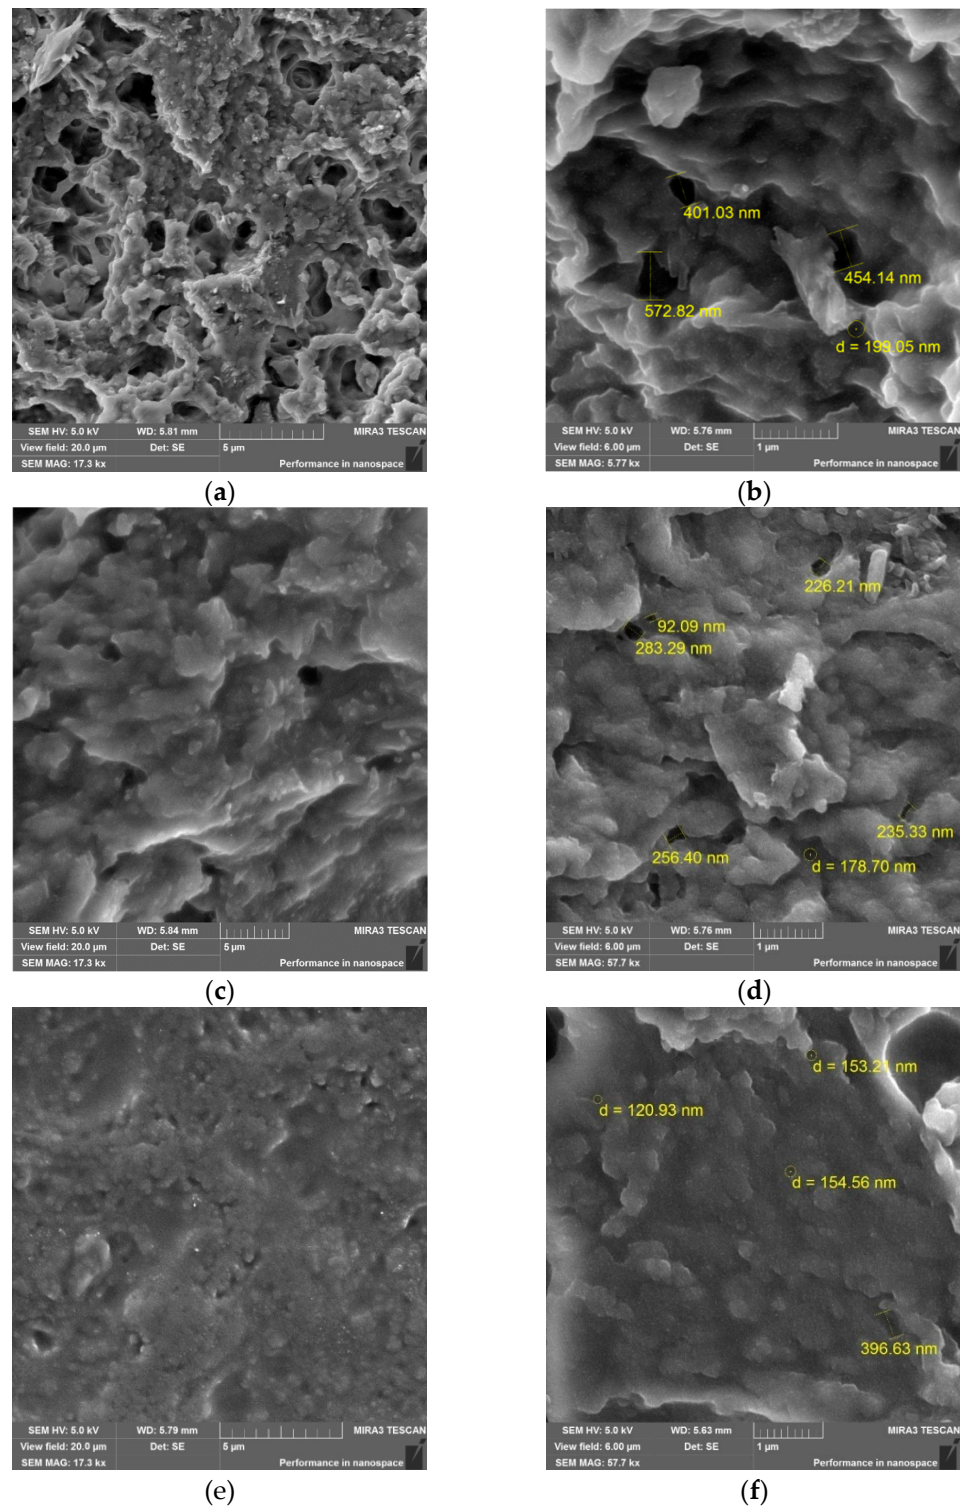 401.03 nm
454.14 nm
572.82 nm
d = 199.05 nm
SEM HV: 5.0 kV WD: 5.81 mm MIRA3 TESCAN
View field: 20.0 µm Det: SE 5 µm
SEM MAG: 17.3 kx Performance in nanospace
SEM HV: 5.0 kV WD: 5.76 mm MIRA3 TESCAN
View field: 6.00 µm Det: SE 1 µm
SEM MAG: 5.77 kx Performance in nanospace
(a)
(b)
226.21 nm
92.09 nm
283.29 nm
235.33 nm
256.40 nm
d = 178.70 nm
SEM HV: 5.0 kV WD: 5.84 mm MIRA3 TESCAN
View field: 20.0 µm Det: SE 5 µm
SEM MAG: 17.3 kx Performance in nanospace
SEM HV: 5.0 kV WD: 5.76 mm MIRA3 TESCAN
View field: 6.00 µm Det: SE 1 µm
SEM MAG: 57.7 kx Performance in nanospace
(c)
(d)
d = 153.21 nm
d = 120.93 nm
d = 154.56 nm
396.63 nm
SEM HV: 5.0 kV WD: 5.79 mm MIRA3 TESCAN
View field: 20.0 µm Det: SE 5 µm
SEM MAG: 17.3 kx Performance in nanospace
SEM HV: 5.0 kV WD: 5.63 mm MIRA3 TESCAN
View field: 6.00 µm Det: SE 1 µm
SEM MAG: 57.7 kx Performance in nanospace
(e)
(f)